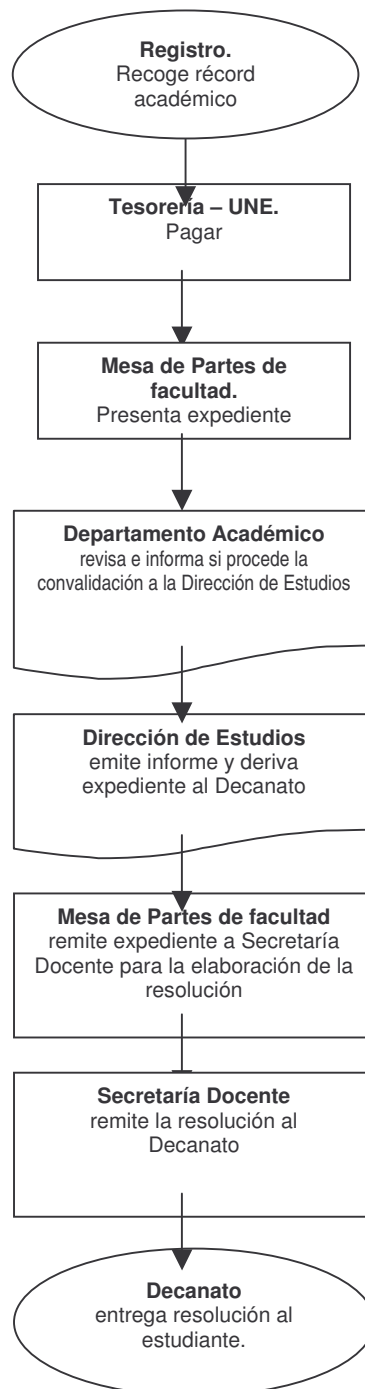 Registro.
Recoge récord
académico
Tesorería – UNE.
Pagar
Mesa de Partes de
facultad.
Presenta expediente
Departamento Académico
revisa e informa si procede la
convalidación a la Dirección de Estudios
Dirección de Estudios
emite informe y deriva
expediente al Decanato
Mesa de Partes de facultad
remite expediente a Secretaría
Docente para la elaboración de la
resolución
Secretaría Docente
remite la resolución al
Decanato
Decanato
entrega resolución al
estudiante.